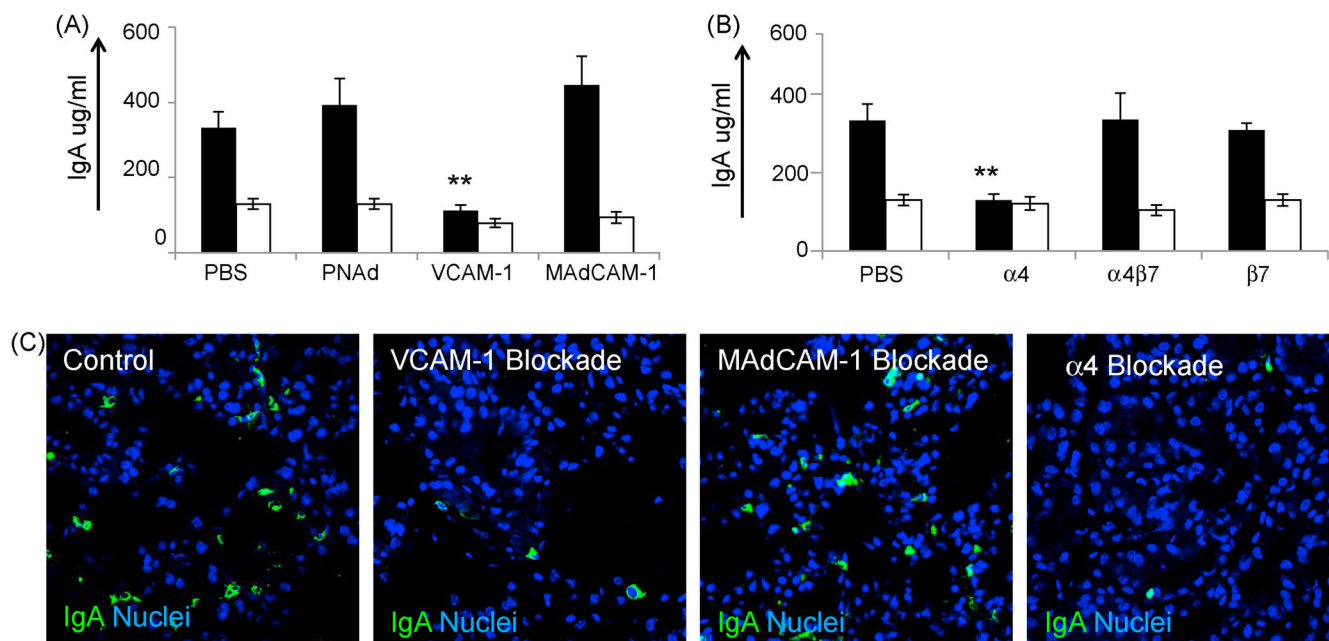 (A)
600
400
200
0
IgA ug/ml
**
PBS PNAd VCAM-1 MAdCAM-1
(B)
600
400
200
0
IgA ug/ml
**
PBS α4 α4β7 β7
(C)
Control
IgA Nuclei
VCAM-1 Blockade
IgA Nuclei
MAdCAM-1 Blockade
IgA Nuclei
α4 Blockade
IgA Nuclei